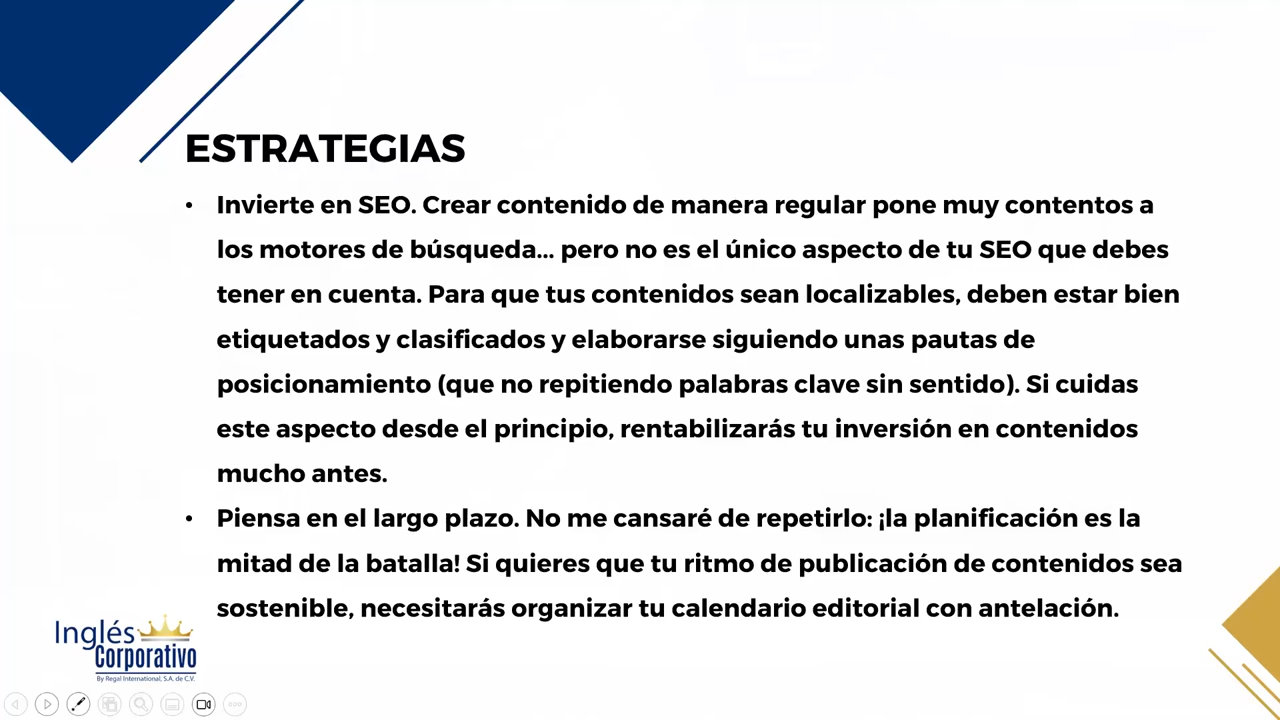 ESTRATEGIAS
• Invierte en SEO. Crear contenido de manera regular pone muy contentos a
los motores de búsqueda... pero no es el único aspecto de tu SEO que debes
tener en cuenta. Para que tus contenidos sean localizables, deben estar bien
etiquetados y clasificados y elaborarse siguiendo unas pautas de
posicionamiento (que no repitiendo palabras clave sin sentido). Si cuidas
este aspecto desde el principio, rentabilizarás tu inversión en contenidos
mucho antes.
• Piensa en el largo plazo. No me cansaré de repetirlo: ¡la planificación es la
mitad de la batalla! Si quieres que tu ritmo de publicación de contenidos sea
sostenible, necesitarás organizar tu calendario editorial con antelación.
Inglés
Corporativo
By Regal International, S.A. de C.V.